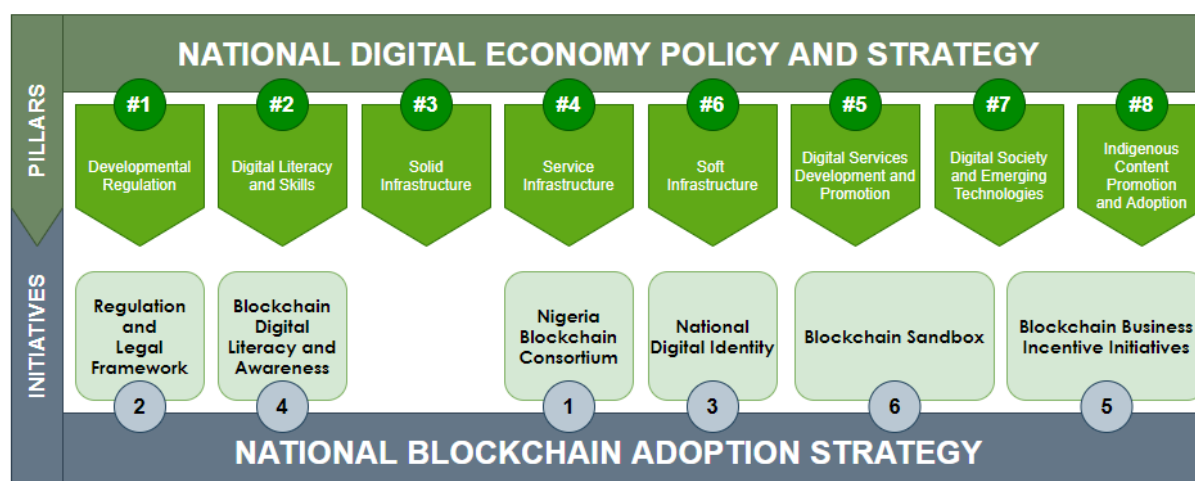 NATIONAL DIGITAL ECONOMY POLICY AND STRATEGY
PILLARS
#1
Developmental
Regulation
#2
Digital Literacy
and Skills
#3
Solid
Infrastructure
#4
Service
Infrastructure
#6
Soft
Infrastructure
#5
Digital Services
Development and
Promotion
#7
Digital Society
and Emerging
Technologies
#8
Indigenous
Content
Promotion
and Adoption
INITIATIVES
Regulation
and
Legal
Framework
2
Blockchain
Digital
Literacy and
Awareness
4
Nigeria
Blockchain
Consortium
1
National
Digital Identity
3
Blockchain Sandbox
6
Blockchain Business
Incentive Initiatives
5
NATIONAL BLOCKCHAIN ADOPTION STRATEGY